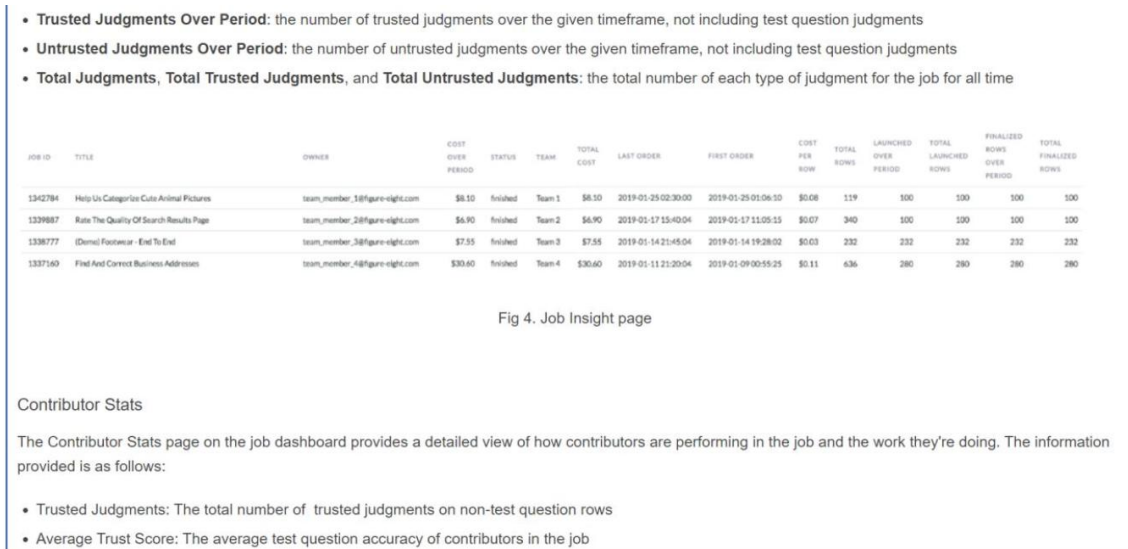 • Trusted Judgments Over Period: the number of trusted judgments over the given timeframe, not including test question judgments
• Untrusted Judgments Over Period: the number of untrusted judgments over the given timeframe, not including test question judgments
• Total Judgments, Total Trusted Judgments, and Total Untrusted Judgments: the total number of each type of judgment for the job for all time
JOB ID TITLE OWNER COST OVER PERIOD STATUS TEAM TOTAL COST LAST ORDER FIRST ORDER COST PER ROW TOTAL ROWS LAUNCHED OVER PERIOD TOTAL LAUNCHED ROWS FINALIZED ROWS OVER PERIOD TOTAL FINALIZED ROWS
1342784 Help Us Categorize Cute Animal Pictures team_member_1@figure-eight.com $8.10 finished Team 1 $8.10 2019-01-25 02:30:00 2019-01-25 01:06:10 $0.08 119 100 100 100 100
1339887 Rate The Quality Of Search Results Page team_member_2@figure-eight.com $6.90 finished Team 2 $6.90 2019-01-17 15:40:04 2019-01-17 11:05:15 $0.07 340 100 100 100 100
1338777 (Demo) Footwear - End To End team_member_3@figure-eight.com $7.55 finished Team 3 $7.55 2019-01-14 21:45:04 2019-01-14 19:28:02 $0.03 232 232 232 232 232
1337160 Find And Correct Business Addresses team_member_4@figure-eight.com $30.60 finished Team 4 $30.60 2019-01-11 21:20:04 2019-01-09 00:55:25 $0.11 636 280 280 280 280
Fig 4. Job Insight page
Contributor Stats
The Contributor Stats page on the job dashboard provides a detailed view of how contributors are performing in the job and the work they're doing. The information
provided is as follows:
• Trusted Judgments: The total number of trusted judgments on non-test question rows
• Average Trust Score: The average test question accuracy of contributors in the job